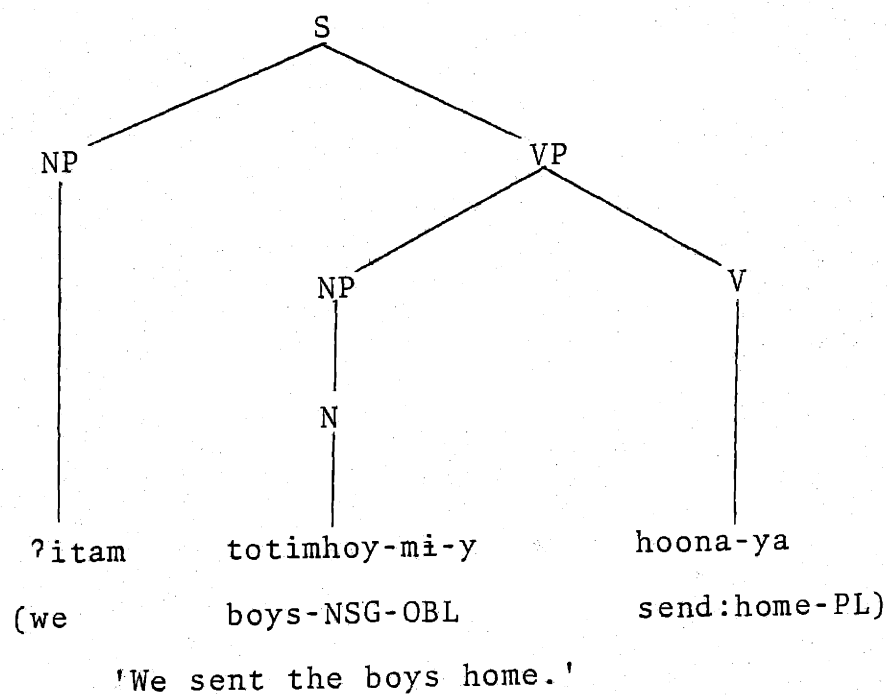 S
NP VP
NP V
N
ʔitam totimhoy-mɨ-y hoona-ya
(we boys-NSG-OBL send:home-PL)
'We sent the boys home.'